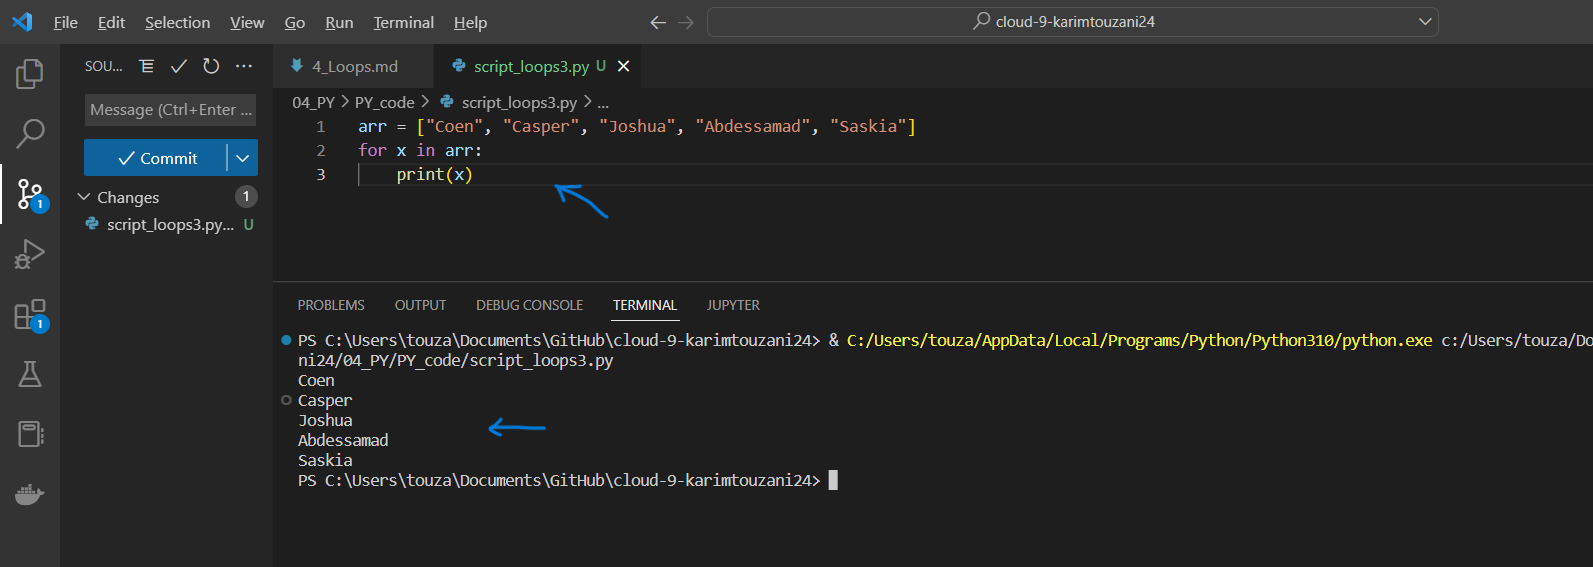 File Edit Selection View Go Run Terminal Help cloud-9-karimtouzani24
SOU... 4_Loops.md script_loops3.py U
04_PY > PY_code > script_loops3.py > ...
Message (Ctrl+Enter ...
Commit
Changes 1
script_loops3.py... U
1
1
1 arr = ["Coen", "Casper", "Joshua", "Abdessamad", "Saskia"]
2 for x in arr:
3 print(x)
PROBLEMS OUTPUT DEBUG CONSOLE TERMINAL JUPYTER
PS C:\Users\touza\Documents\GitHub\cloud-9-karimtouzani24> & C:/Users/touza/AppData/Local/Programs/Python/Python310/python.exe c:/Users/touza/Do
ni24/04_PY/PY_code/script_loops3.py
Coen
Casper
Joshua
Abdessamad
Saskia
PS C:\Users\touza\Documents\GitHub\cloud-9-karimtouzani24>